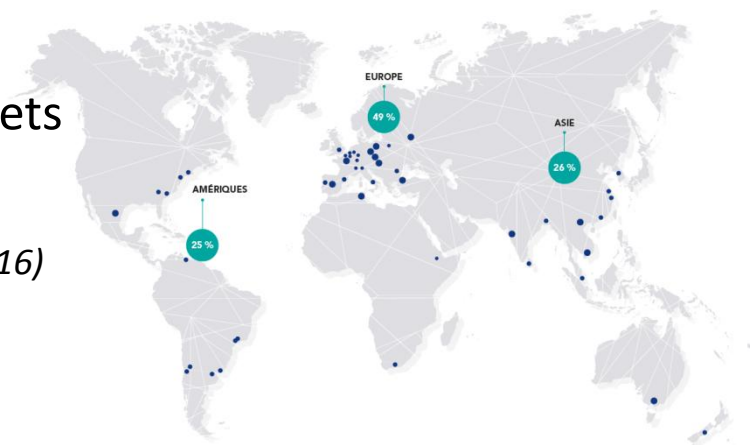 ets
16)
EUROPE
49 %
ASIE
26 %
AMÉRIQUES
25 %